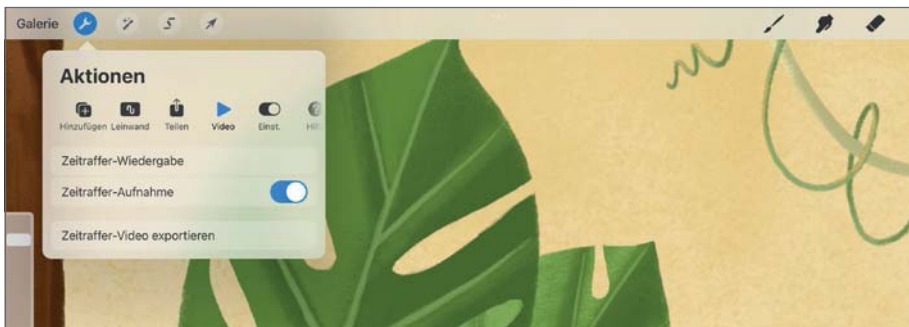 Galerie
Aktionen
Hinzufügen Leinwand Teilen Video Einst.
Zeitraffer-Wiedergabe
Zeitraffer-Aufnahme
Zeitraffer-Video exportieren